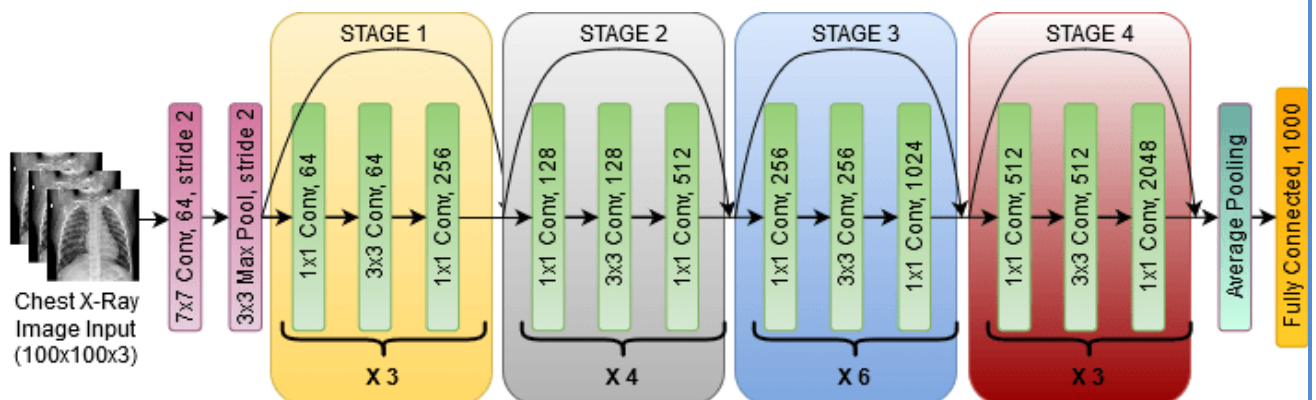 STAGE 1
STAGE 2
STAGE 3
STAGE 4
Chest X-Ray
Image Input
(100x100x3)
7x7 Conv, 64, stride 2
3x3 Max Pool, stride 2
1x1 Conv, 64
3x3 Conv, 64
1x1 Conv, 256
X 3
1x1 Conv, 128
3x3 Conv, 128
1x1 Conv, 512
X 4
1x1 Conv, 256
3x3 Conv, 256
1x1 Conv, 1024
X 6
1x1 Conv, 512
3x3 Conv, 512
1x1 Conv, 2048
X 3
Average Pooling
Fully Connected, 1000